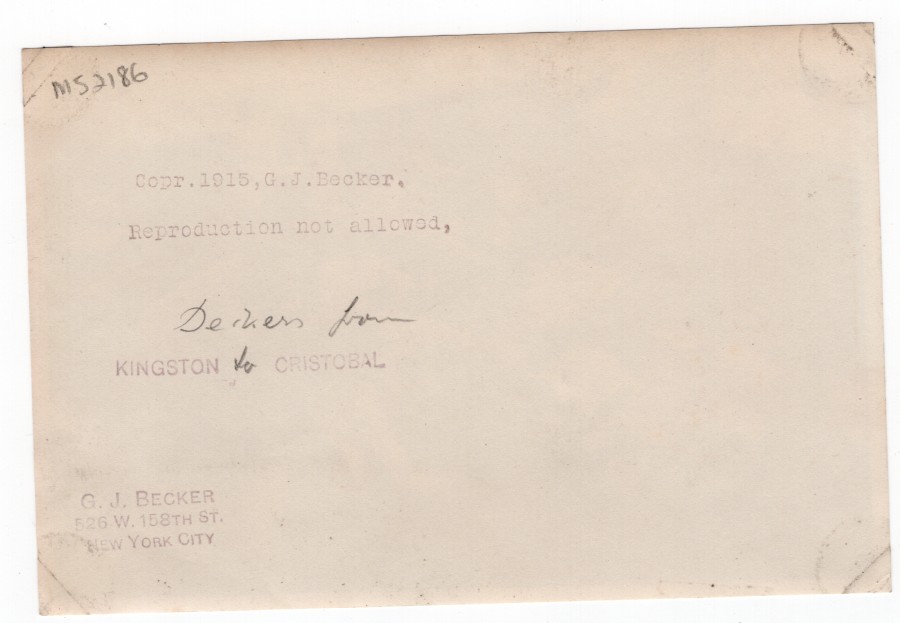 MS2186
Copr.1915,G.J.Becker.
Reproduction not allowed,
Deckers from
KINGSTON to CRISTOBAL
G. J. BECKER
526 W. 158TH ST.
NEW YORK CITY